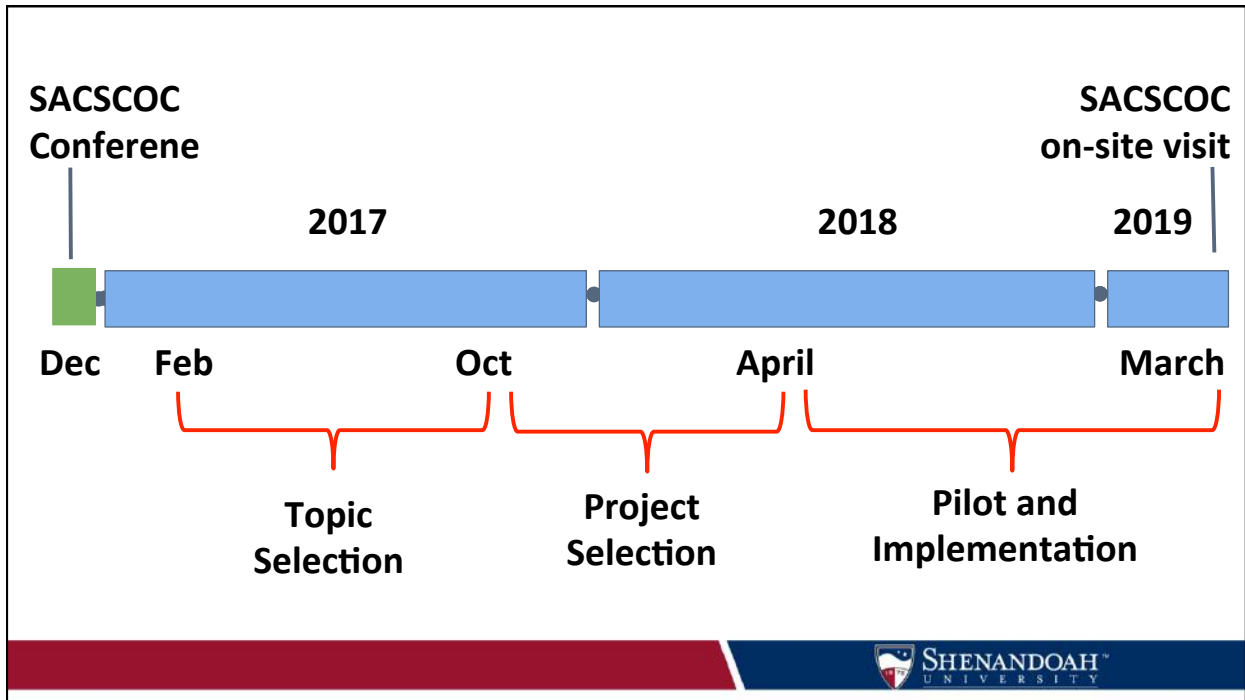 SACSCOC
Conferene
SACSCOC
on-site visit
2017
2018
2019
Dec
Feb
Oct
April
March
Topic
Selection
Project
Selection
Pilot and
Implementation
SHENANDOAH™
UNIVERSITY